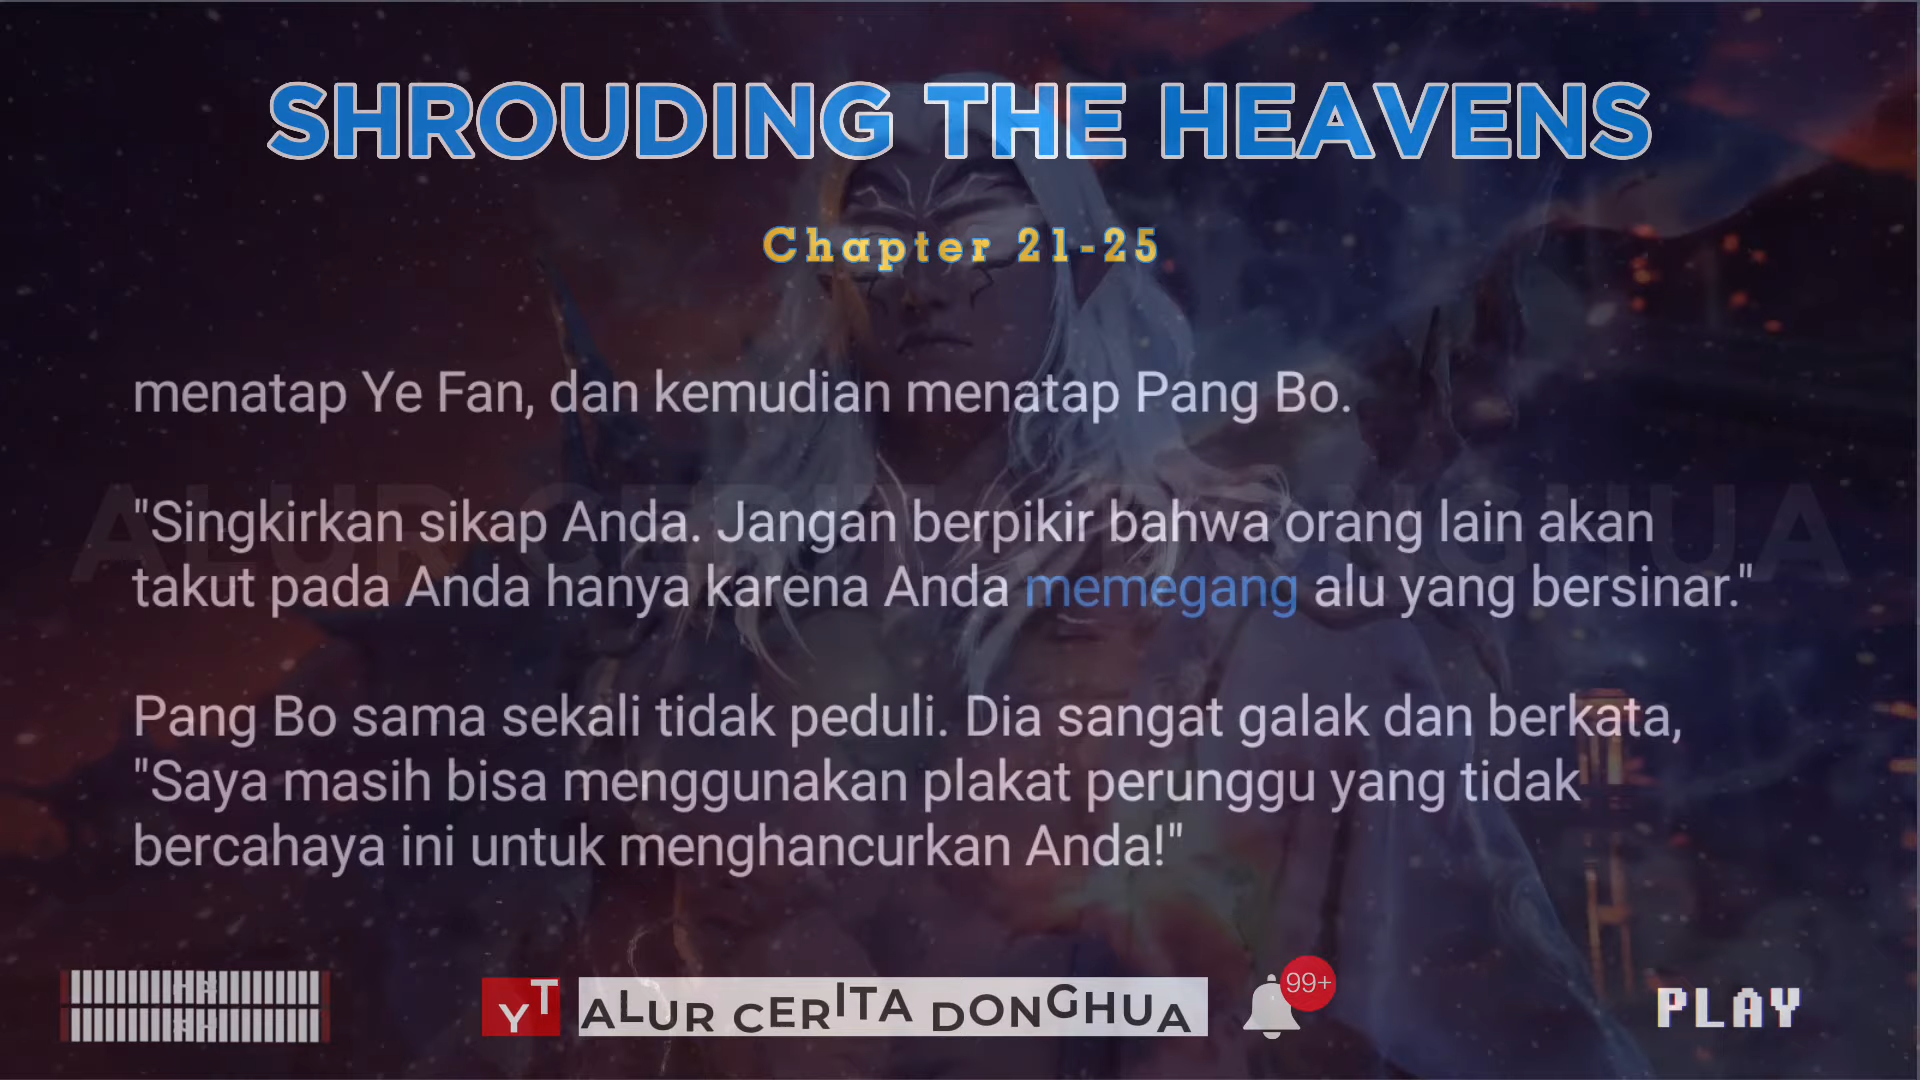 SHROUDING THE HEAVENS
Chapter 21-25
menatap Ye Fan, dan kemudian menatap Pang Bo.
"Singkirkan sikap Anda. Jangan berpikir bahwa orang lain akan
takut pada Anda hanya karena Anda memegang alu yang bersinar."
ALUR CERITA DONGHUA
Pang Bo sama sekali tidak peduli. Dia sangat galak dan berkata,
"Saya masih bisa menggunakan plakat perunggu yang tidak
bercahaya ini untuk menghancurkan Anda!"
YT ALUR CERITA DONGHUA 99+
PLAY